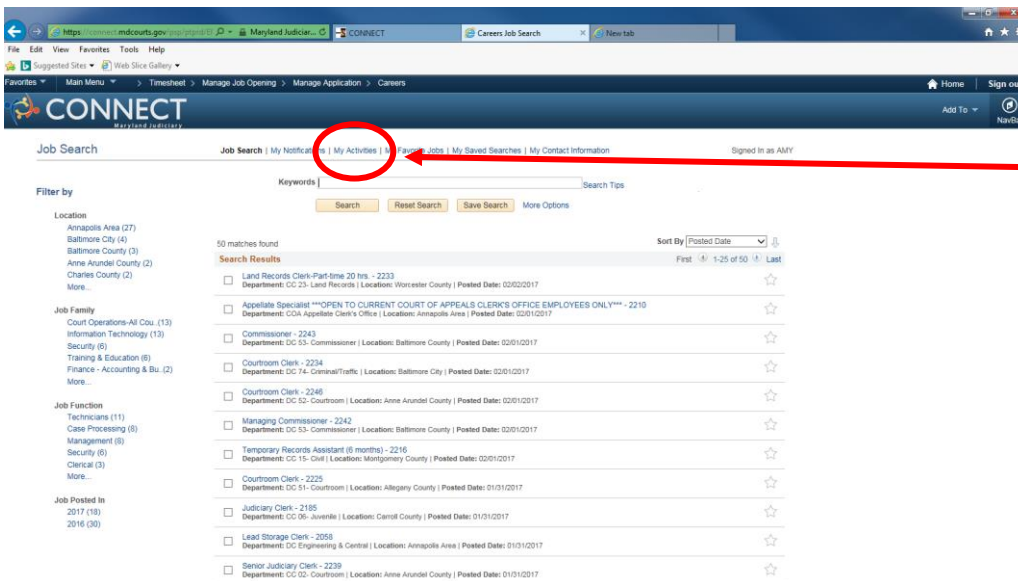 https://connect.mdcourts.gov/psp/ Maryland Judiciar... CONNECT Careers Job Search New tab
File Edit View Favorites Tools Help
Suggested Sites Web Slice Gallery
Favorites Main Menu > Timesheet > Manage Job Opening > Manage Application > Careers Home Sign ou
CONNECT Add To NavBa
Maryland Judiciary
Job Search
Job Search | My Notifications | My Activities | My Favorite Jobs | My Saved Searches | My Contact Information Signed In as AMY
Keywords Search Tips
Search Reset Search Save Search More Options
Filter by
Location
Annapolis Area (27)
Baltimore City (4)
Baltimore County (3)
Anne Arundel County (2)
Charles County (2)
More...
Job Family
Court Operations-All Cou..(13)
Information Technology (13)
Security (6)
Training & Education (6)
Finance - Accounting & Bu..(2)
More...
Job Function
Technicians (11)
Case Processing (8)
Management (8)
Security (6)
Clerical (3)
More...
Job Posted In
2017 (18)
2016 (30)
50 matches found Sort By Posted Date
Search Results First 1-25 of 50 Last
Land Records Clerk-Part-time 20 hrs. - 2233
Department: CC 23- Land Records | Location: Worcester County | Posted Date: 02/02/2017
Appellate Specialist ***OPEN TO CURRENT COURT OF APPEALS CLERK'S OFFICE EMPLOYEES ONLY*** - 2210
Department: COA Appellate Clerk's Office | Location: Annapolis Area | Posted Date: 02/01/2017
Commissioner - 2243
Department: DC 53- Commissioner | Location: Baltimore County | Posted Date: 02/01/2017
Courtroom Clerk - 2234
Department: DC 74- Criminal/Traffic | Location: Baltimore City | Posted Date: 02/01/2017
Courtroom Clerk - 2246
Department: DC 52- Courtroom | Location: Anne Arundel County | Posted Date: 02/01/2017
Managing Commissioner - 2242
Department: DC 53- Commissioner | Location: Baltimore County | Posted Date: 02/01/2017
Temporary Records Assistant (6 months) - 2216
Department: CC 15- Civil | Location: Montgomery County | Posted Date: 02/01/2017
Courtroom Clerk - 2225
Department: DC 51- Courtroom | Location: Allegany County | Posted Date: 01/31/2017
Judiciary Clerk - 2185
Department: CC 06- Juvenile | Location: Carroll County | Posted Date: 01/31/2017
Lead Storage Clerk - 2058
Department: DC Engineering & Central | Location: Annapolis Area | Posted Date: 01/31/2017
Senior Judiciary Clerk - 2239
Department: CC 02- Courtroom | Location: Anne Arundel County | Posted Date: 01/31/2017